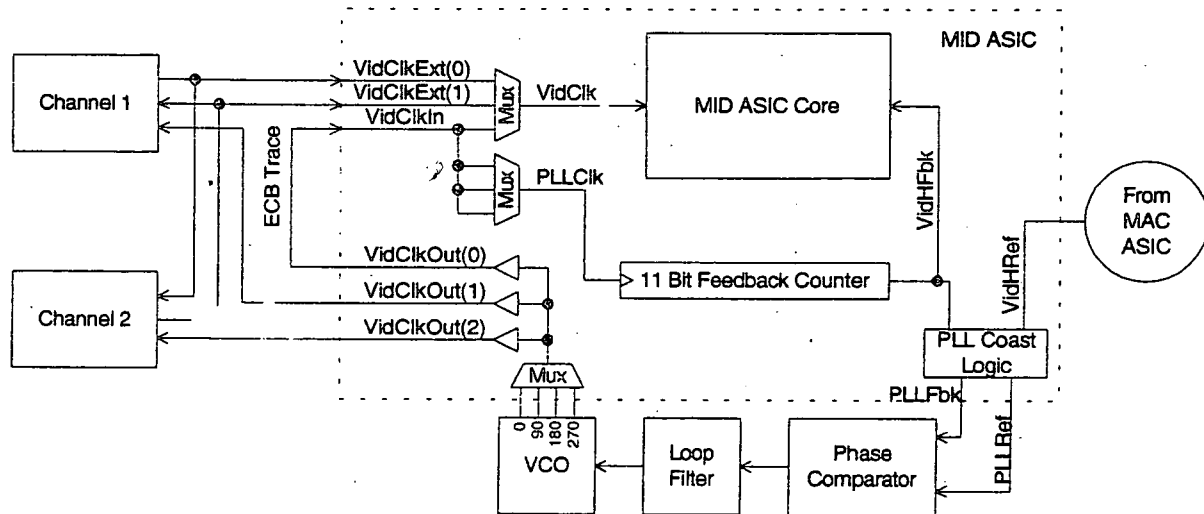 MID ASIC
Channel 1
VidClkExt(0)
VidClkExt(1)
VidClkIn
Mux
VidClk
MID ASIC Core
ECB Trace
Mux
PLLClk
VidHFbk
From
MAC
ASIC
VidHRef
VidClkOut(0)
11 Bit Feedback Counter
Channel 2
VidClkOut(1)
VidClkOut(2)
PLL Coast
Logic
Mux
PLLFbk
PLLRef
0
90
180
270
VCO
Loop
Filter
Phase
Comparator